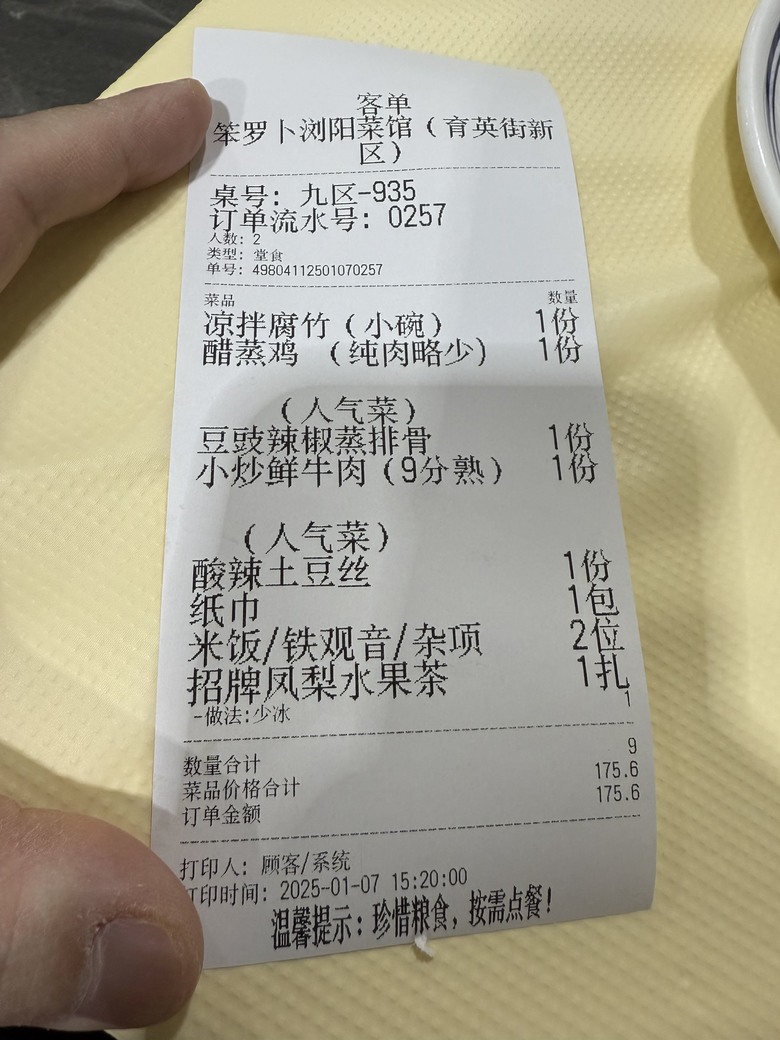 客单
笨罗卜浏阳菜馆（育英街新
区）
桌号：九区-935
订单流水号：0257
人数：2
类型：堂食
单号：49804112501070257
菜品 数量
凉拌腐竹（小碗） 1份
醋蒸鸡 （纯肉略少） 1份
（人气菜）
豆豉辣椒蒸排骨 1份
小炒鲜牛肉（9分熟） 1份
（人气菜）
酸辣土豆丝 1份
纸巾 1包
米饭/铁观音/杂项 2位
招牌凤梨水果茶 1扎
-做法:少冰 1
数量合计 9
菜品价格合计 175.6
订单金额 175.6
打印人：顾客/系统
打印时间：2025-01-07 15:20:00
温馨提示：珍惜粮食，按需点餐！